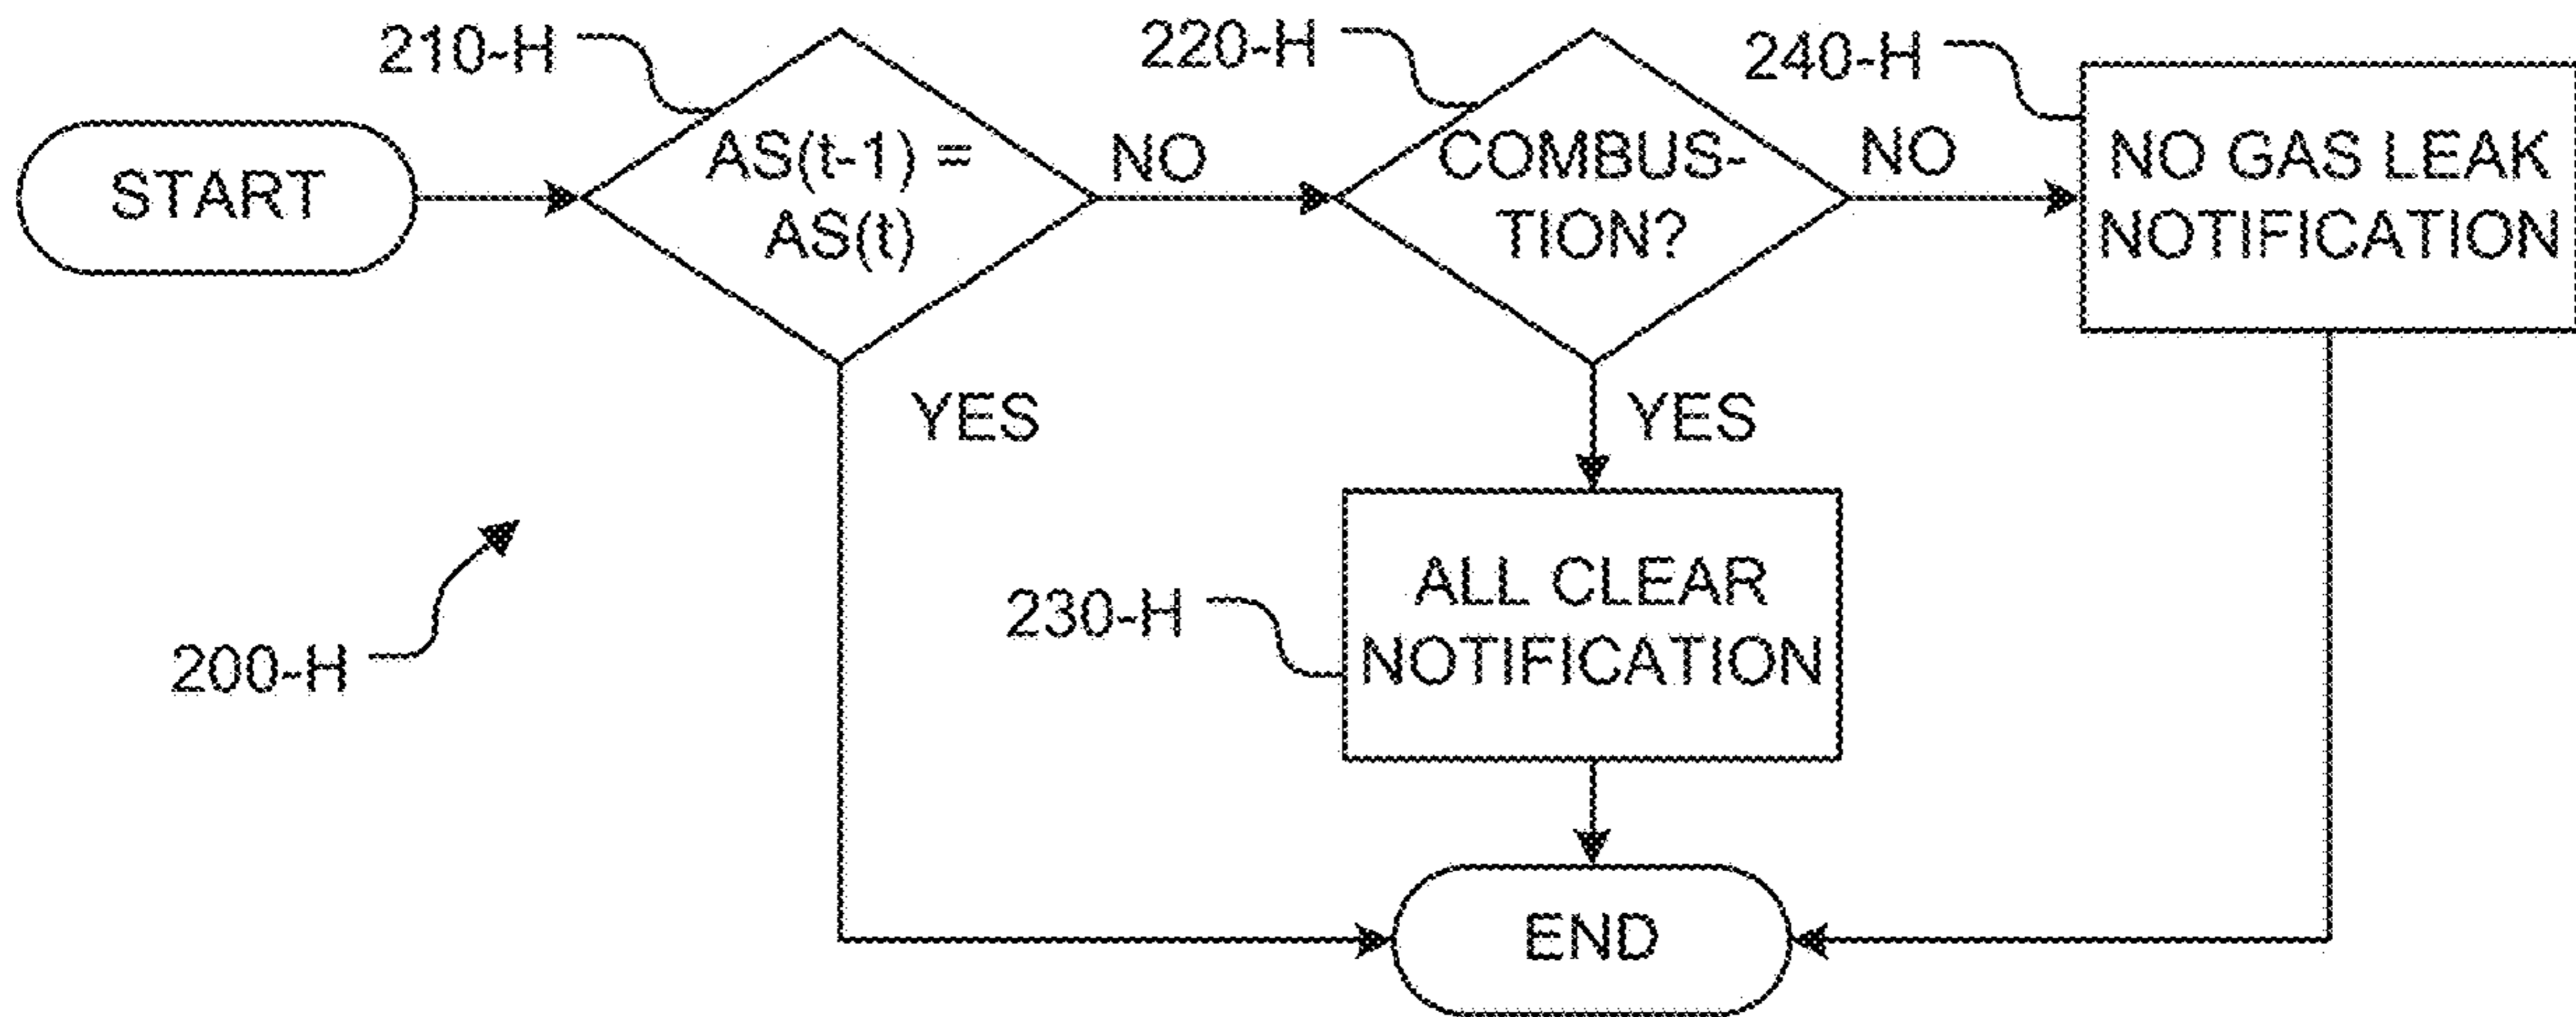 210-H
220-H
240-H
START
AS(t-1) =
AS(t)
NO
COMBUS-
TION?
NO
NO GAS LEAK
NOTIFICATION
YES
YES
200-H
230-H
ALL CLEAR
NOTIFICATION
END